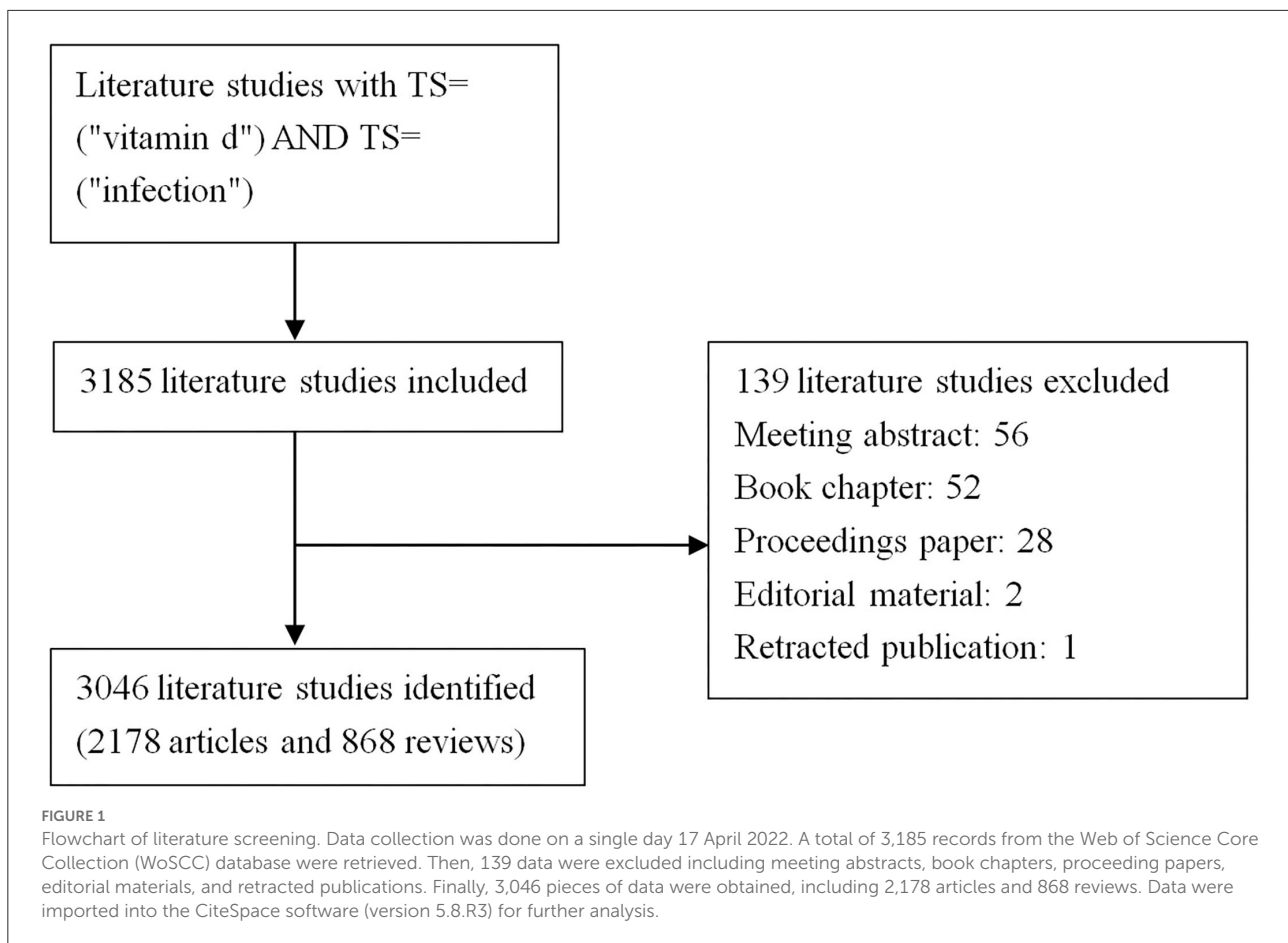 Literature studies with TS=
("vitamin d") AND TS=
("infection")
3185 literature studies included
139 literature studies excluded
Meeting abstract: 56
Book chapter: 52
Proceedings paper: 28
Editorial material: 2
Retracted publication: 1
3046 literature studies identified
(2178 articles and 868 reviews)
FIGURE 1
Flowchart of literature screening. Data collection was done on a single day 17 April 2022. A total of 3,185 records from the Web of Science Core
Collection (WoSCC) database were retrieved. Then, 139 data were excluded including meeting abstracts, book chapters, proceeding papers,
editorial materials, and retracted publications. Finally, 3,046 pieces of data were obtained, including 2,178 articles and 868 reviews. Data were
imported into the CiteSpace software (version 5.8.R3) for further analysis.